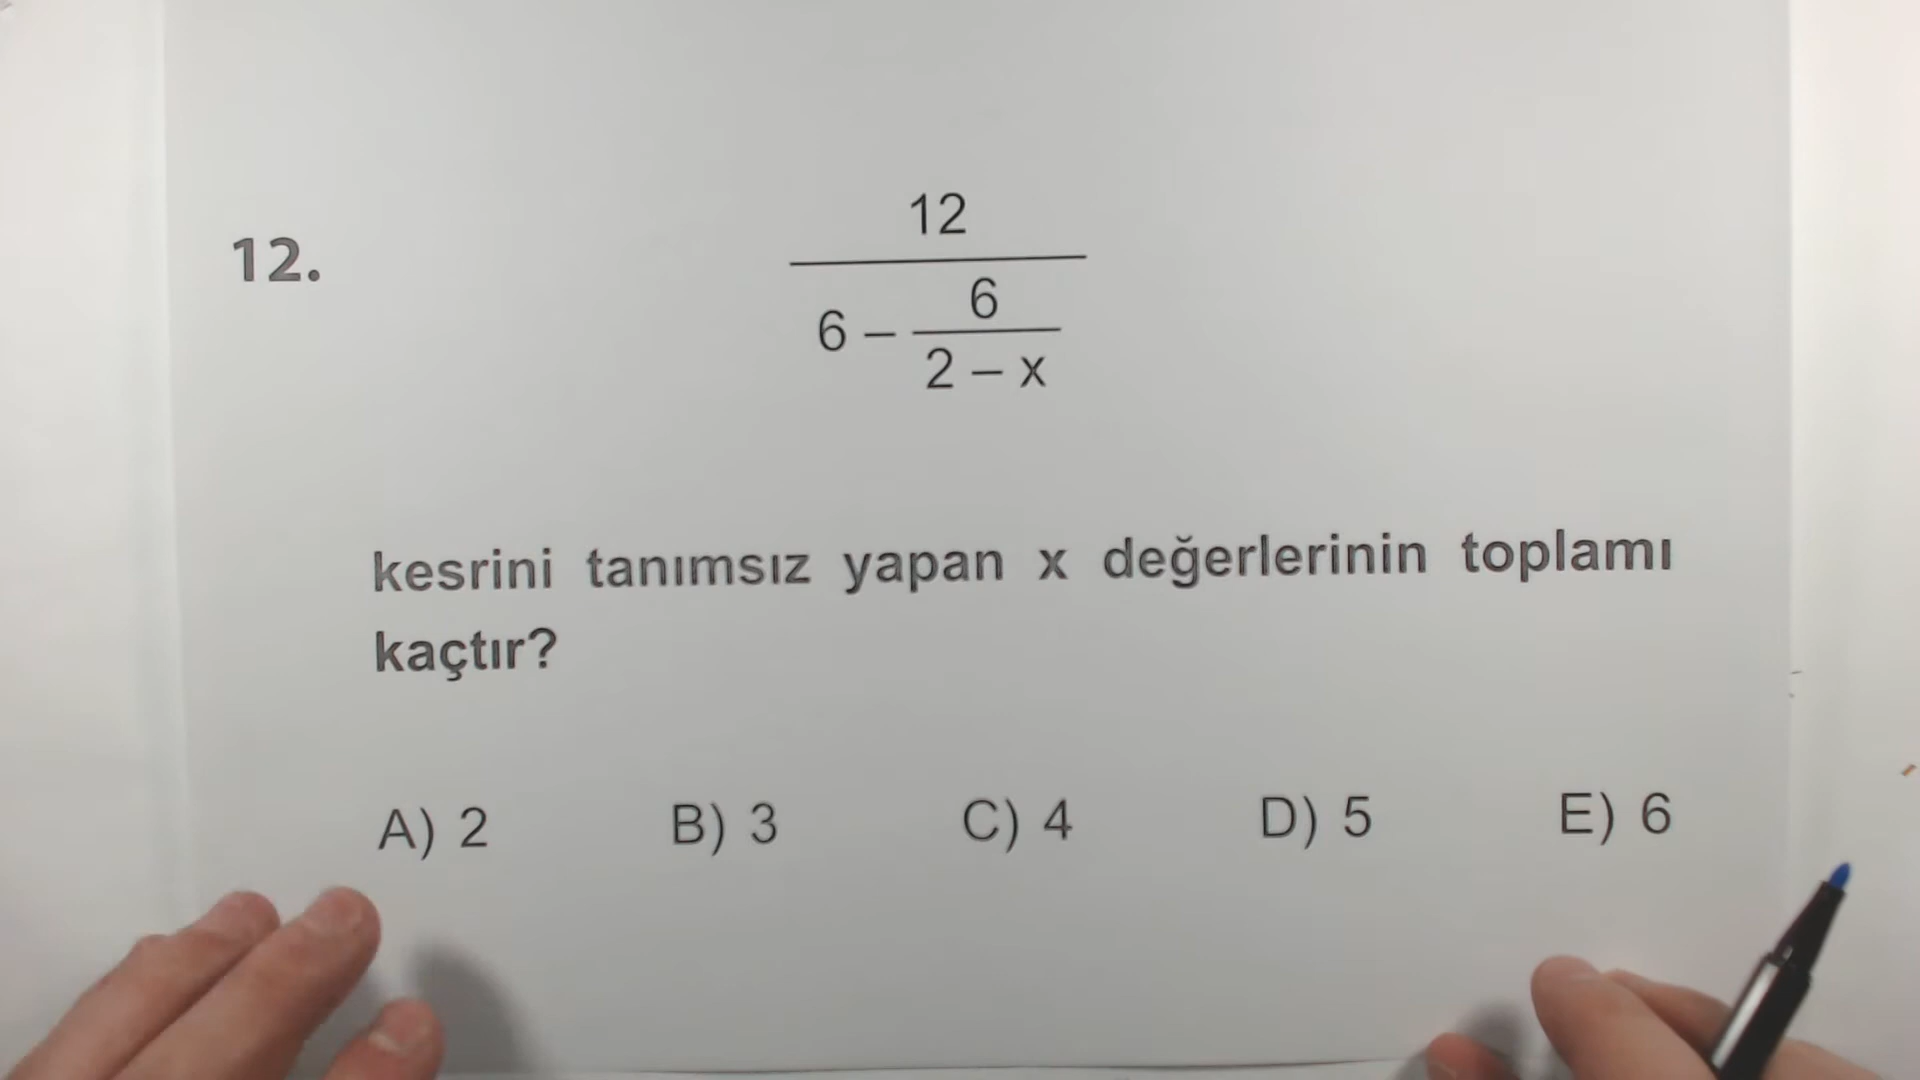 12.
12
6 – 6
2 – x
kesrini tanımsız yapan x değerlerinin toplamı
kaçtır?
A) 2 B) 3 C) 4 D) 5 E) 6